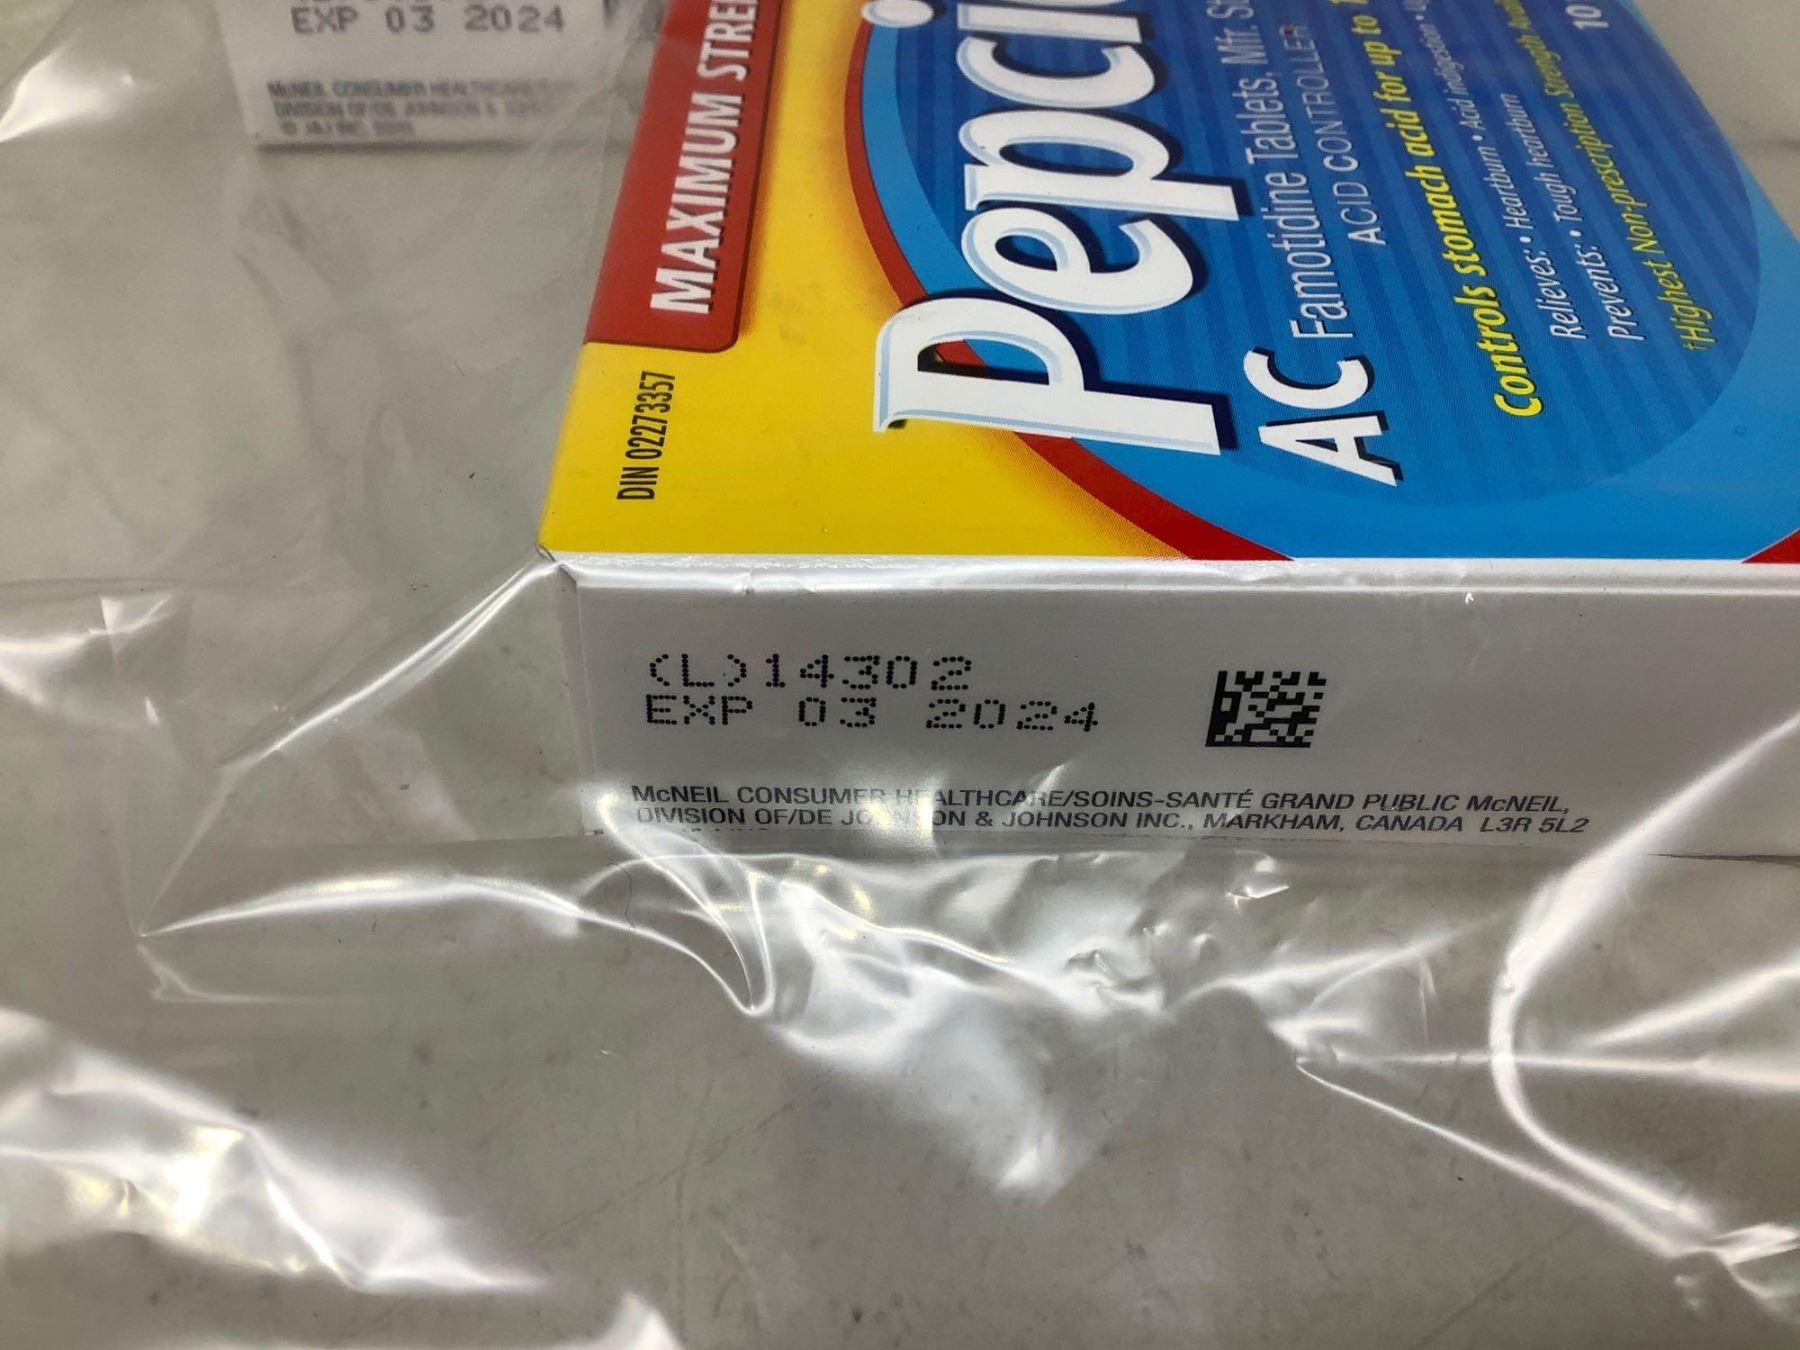 EXP 03 2024
McNEIL CONSUMER HEALTHCARE
DIVISION OF/DE JOHNSON &
MAXIMUM STRE
DIN 02273357
Pepci
AC Famotidine Tablets, Mfr. St
ACID CONTROLLER
Controls stomach acid for up to 1
Relieves: • Heartburn • Acid indigestion •
Prevents: • Tough heartburn
†Highest Non-prescription Strength
10
(L)14302
EXP 03 2024
McNEIL CONSUMER HEALTHCARE/SOINS-SANTÉ GRAND PUBLIC McNEIL,
DIVISION OF/DE JOHNSON & JOHNSON INC., MARKHAM, CANADA L3R 5L2